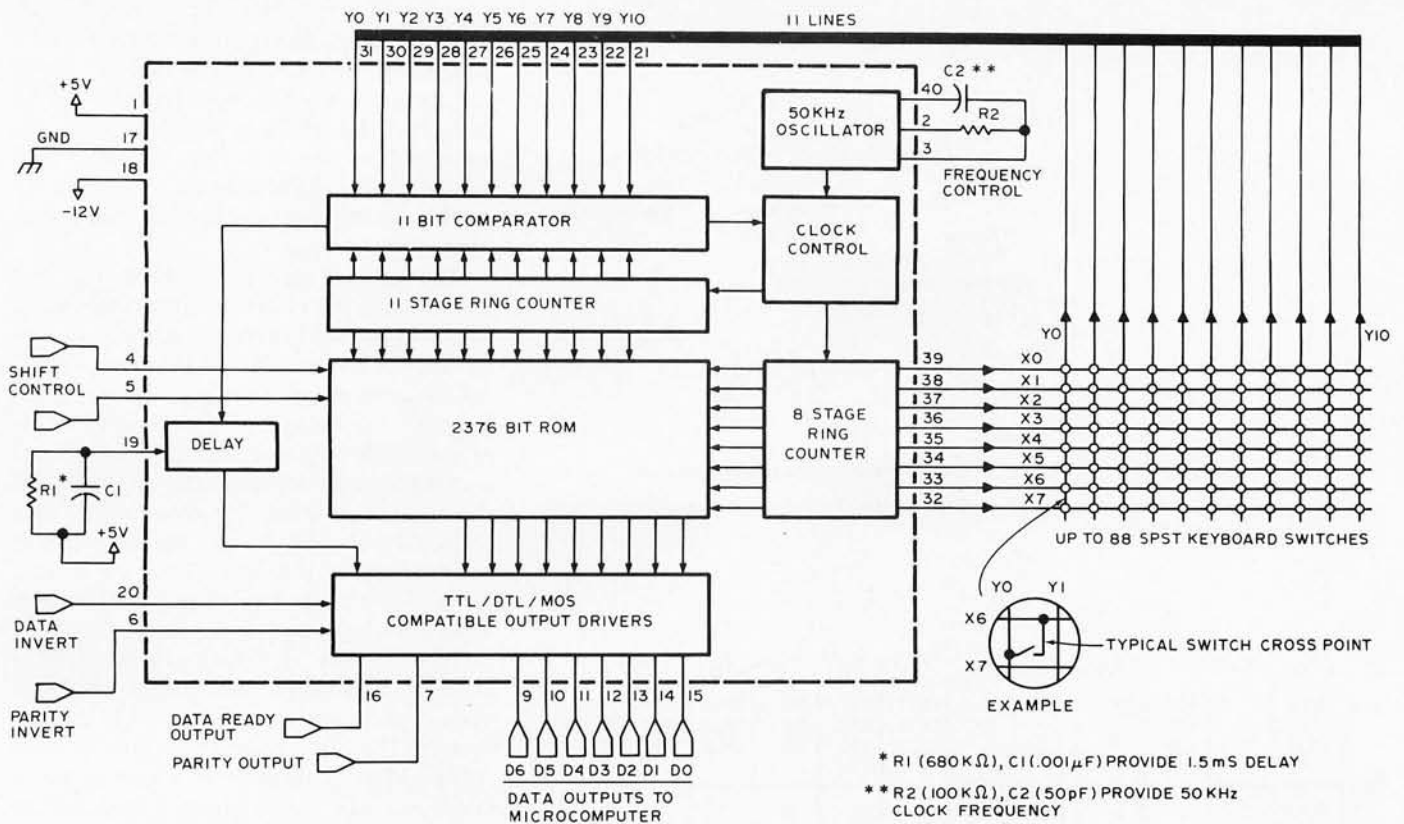 Y0 Y1 Y2 Y3 Y4 Y5 Y6 Y7 Y8 Y9 Y10
11 LINES
31 30 29 28 27 26 25 24 23 22 21
+5V
1
GND
17
18
-12V
50KHz
OSCILLATOR
40
2
3
C2 **
R2
FREQUENCY
CONTROL
11 BIT COMPARATOR
CLOCK
CONTROL
11 STAGE RING COUNTER
Y0
Y10
4
SHIFT
CONTROL
5
2376 BIT ROM
8 STAGE
RING
COUNTER
39 X0
38 X1
37 X2
36 X3
35 X4
34 X5
33 X6
32 X7
19
DELAY
R1 *
C1
+5V
UP TO 88 SPST KEYBOARD SWITCHES
20
DATA
INVERT
6
PARITY
INVERT
TTL/DTL/MOS
COMPATIBLE OUTPUT DRIVERS
Y0 Y1
X6
X7
TYPICAL SWITCH CROSS POINT
EXAMPLE
16 7 9 10 11 12 13 14 15
DATA READY
OUTPUT
PARITY OUTPUT
D6 D5 D4 D3 D2 D1 D0
DATA OUTPUTS TO
MICROCOMPUTER
* R1 (680KΩ), C1 (.001μF) PROVIDE 1.5mS DELAY
** R2 (100KΩ), C2 (50pF) PROVIDE 50KHz
CLOCK FREQUENCY